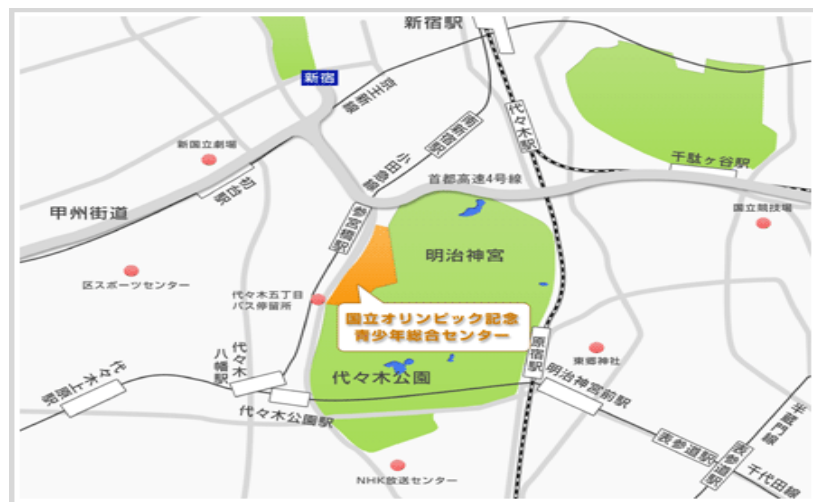 新宿駅
新宿
京王新線
南新宿駅
代々木駅
新国立劇場
小田急線
千駄ヶ谷駅
初台駅
首都高速4号線
甲州街道
参宮橋駅
国立競技場
明治神宮
区スポーツセンター
代々木五丁目
バス停留所
国立オリンピック記念
青少年総合センター
原宿駅
東郷神社
代々木
八幡駅
代々木上原駅
代々木公園
明治神宮前駅
代々木公園駅
半蔵門線
表参道駅
表参道駅
千代田線
NHK放送センター